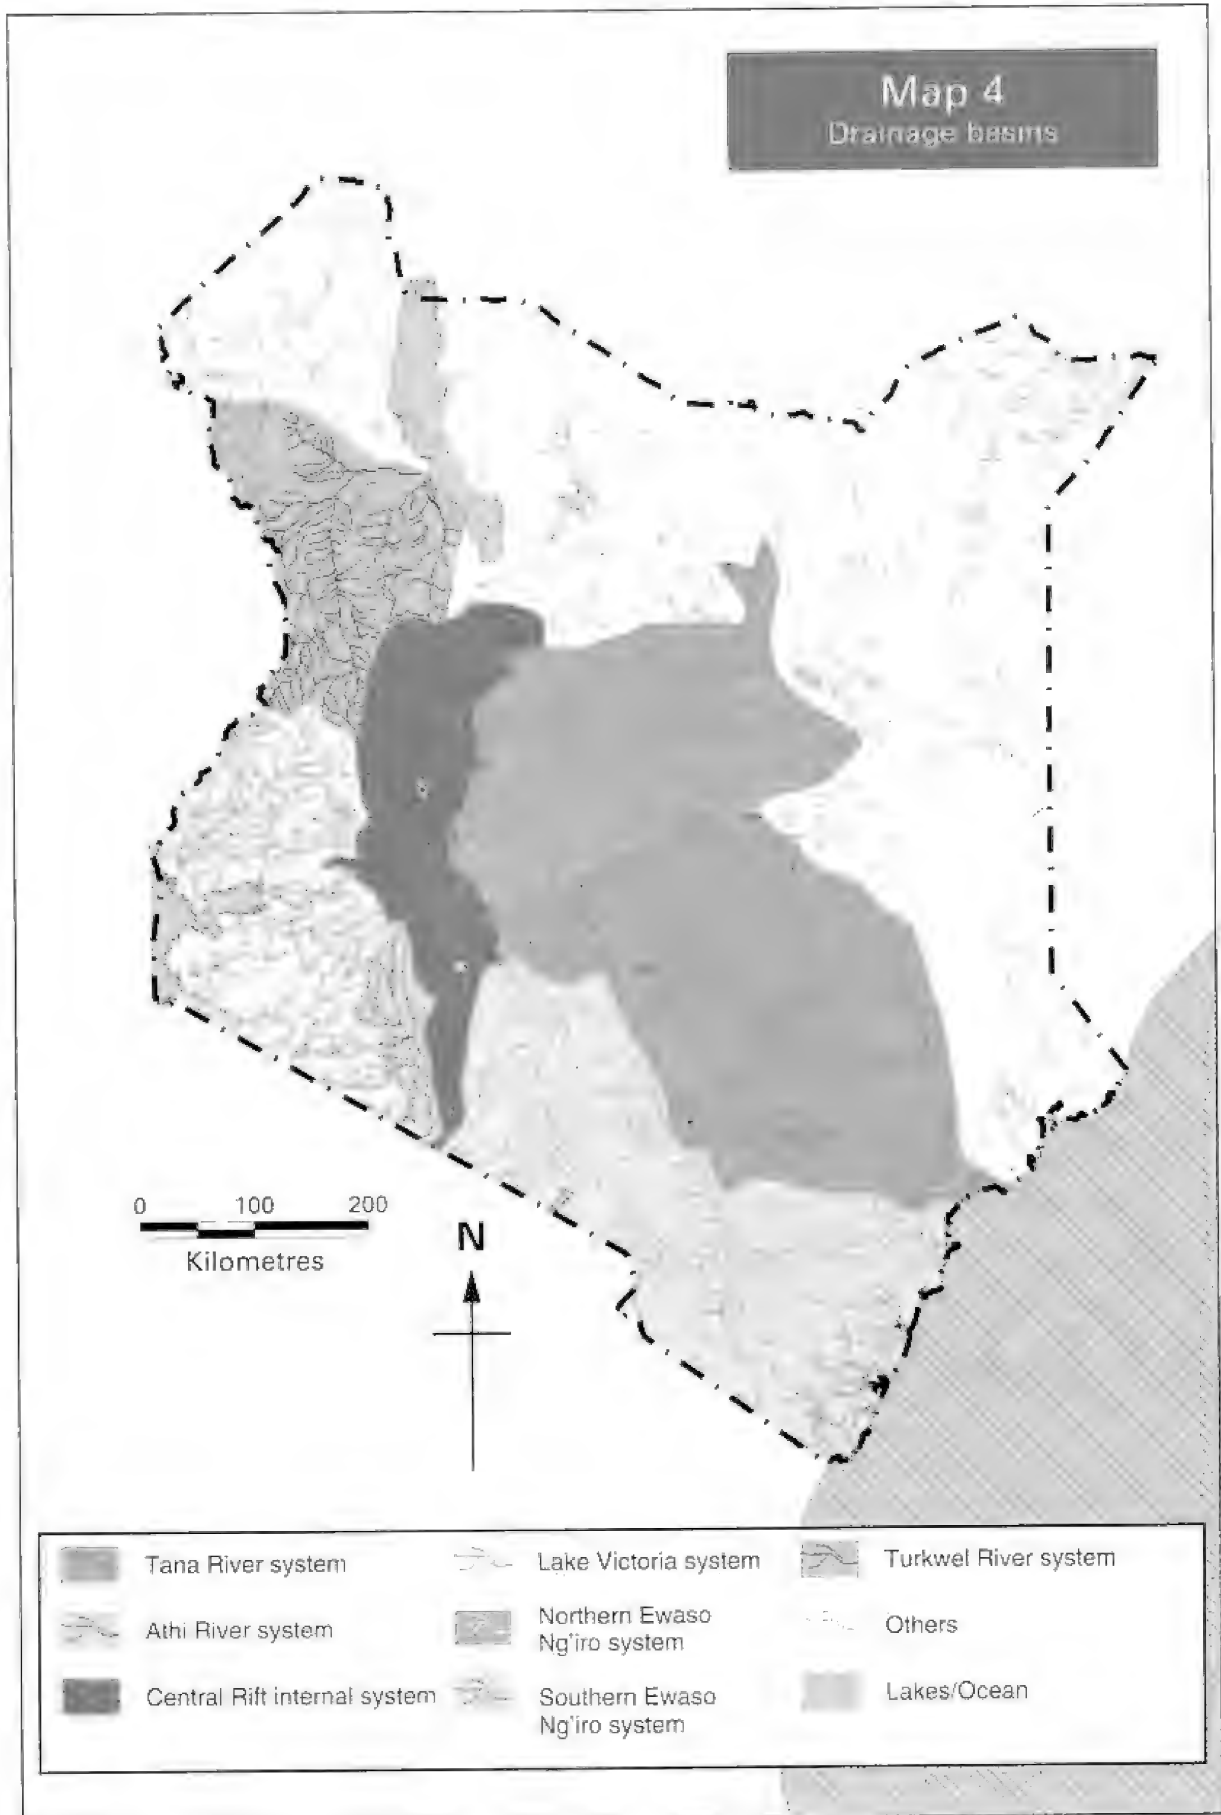 Map 4
Drainage basins
0 100 200
Kilometres
N
Tana River system
Athi River system
Central Rift internal system
Lake Victoria system
Northern Ewaso
Ng'iro system
Southern Ewaso
Ng'iro system
Turkwel River system
Others
Lakes/Ocean